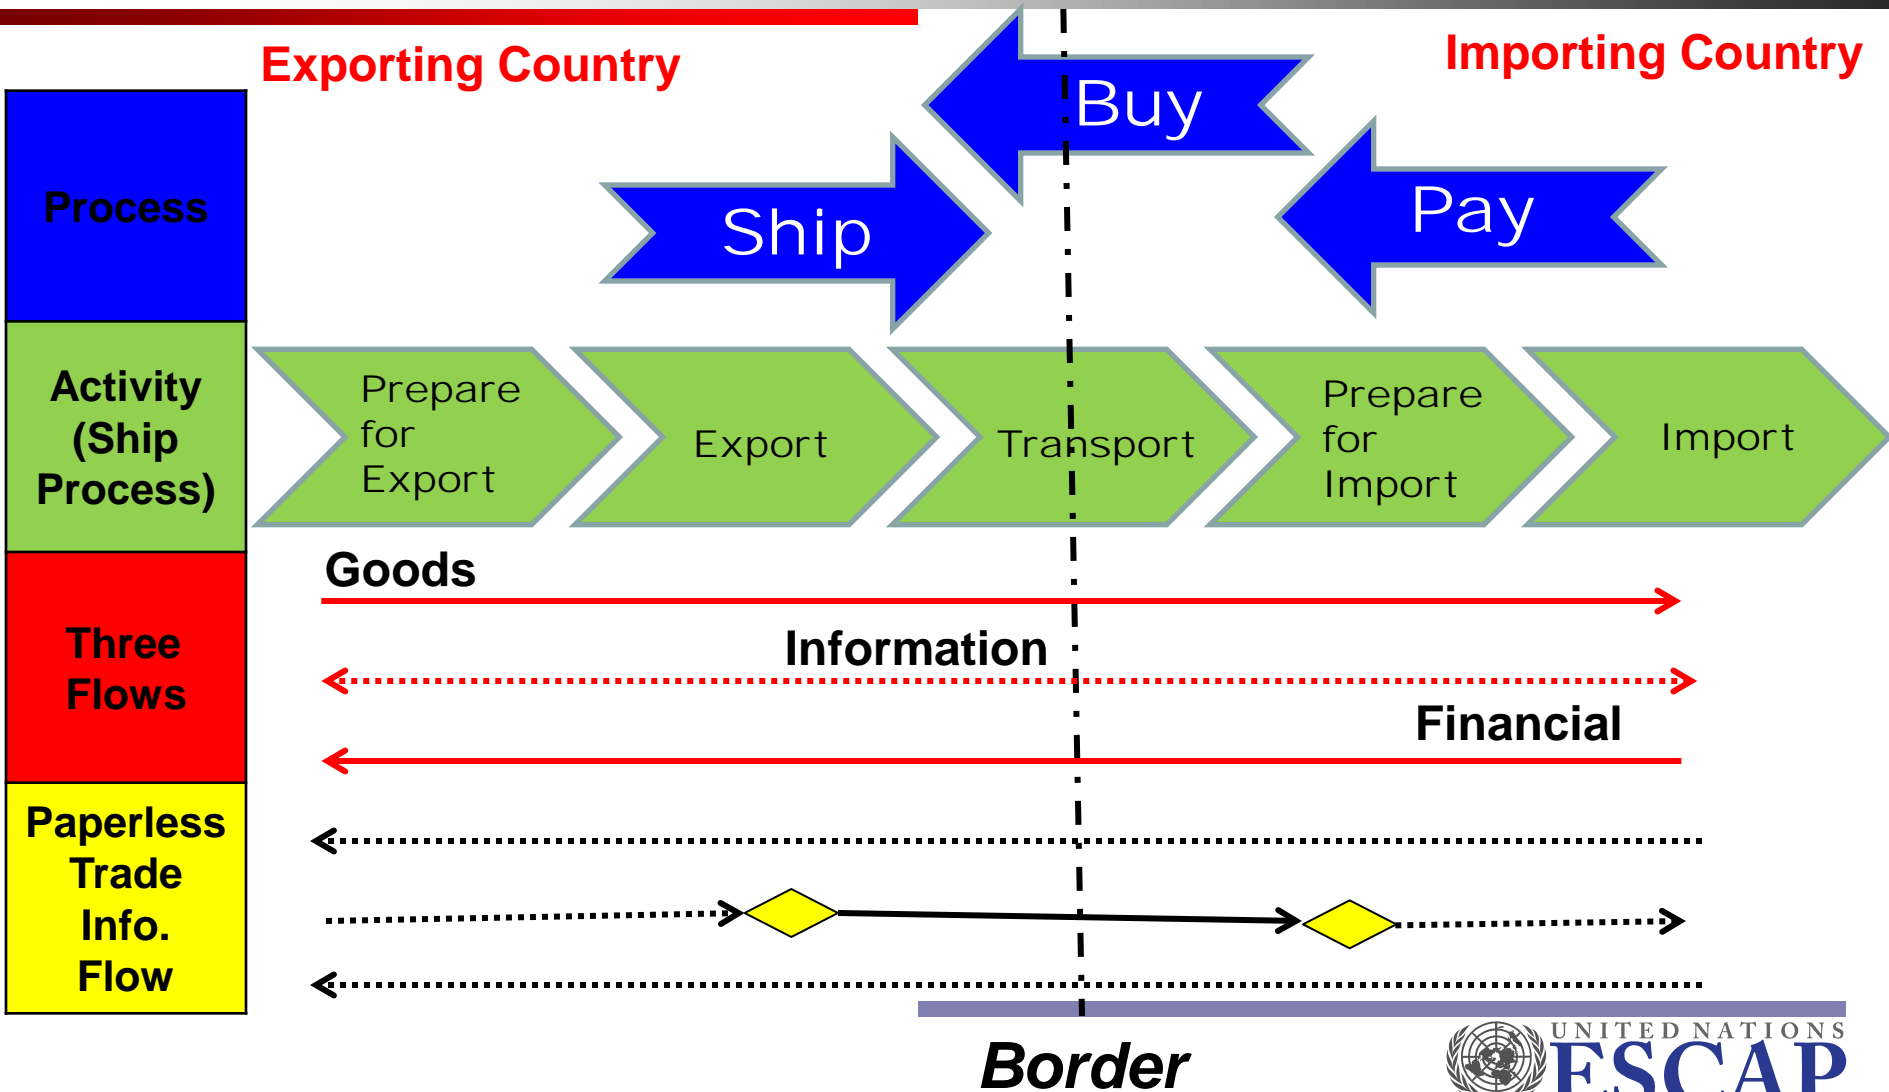 Exporting Country
Importing Country
Process
Buy
Ship
Pay
Activity
(Ship
Process)
Prepare
for
Export
Export
Transport
Prepare
for
Import
Import
Three
Flows
Goods
Information
Financial
Paperless
Trade
Info.
Flow
Border
UNITED NATIONS
ESCAP